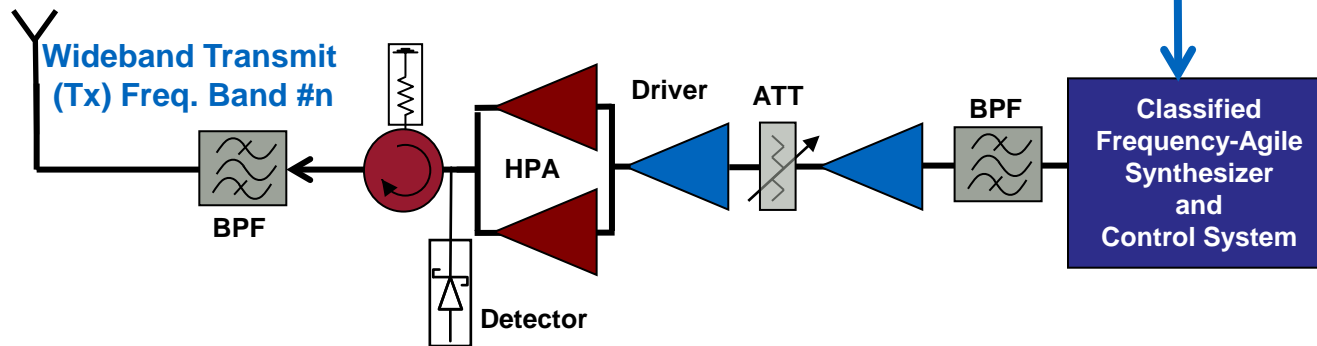 Wideband Transmit
(Tx) Freq. Band #n
BPF
HPA
Detector
Driver
ATT
BPF
Classified
Frequency-Agile
Synthesizer
and
Control System